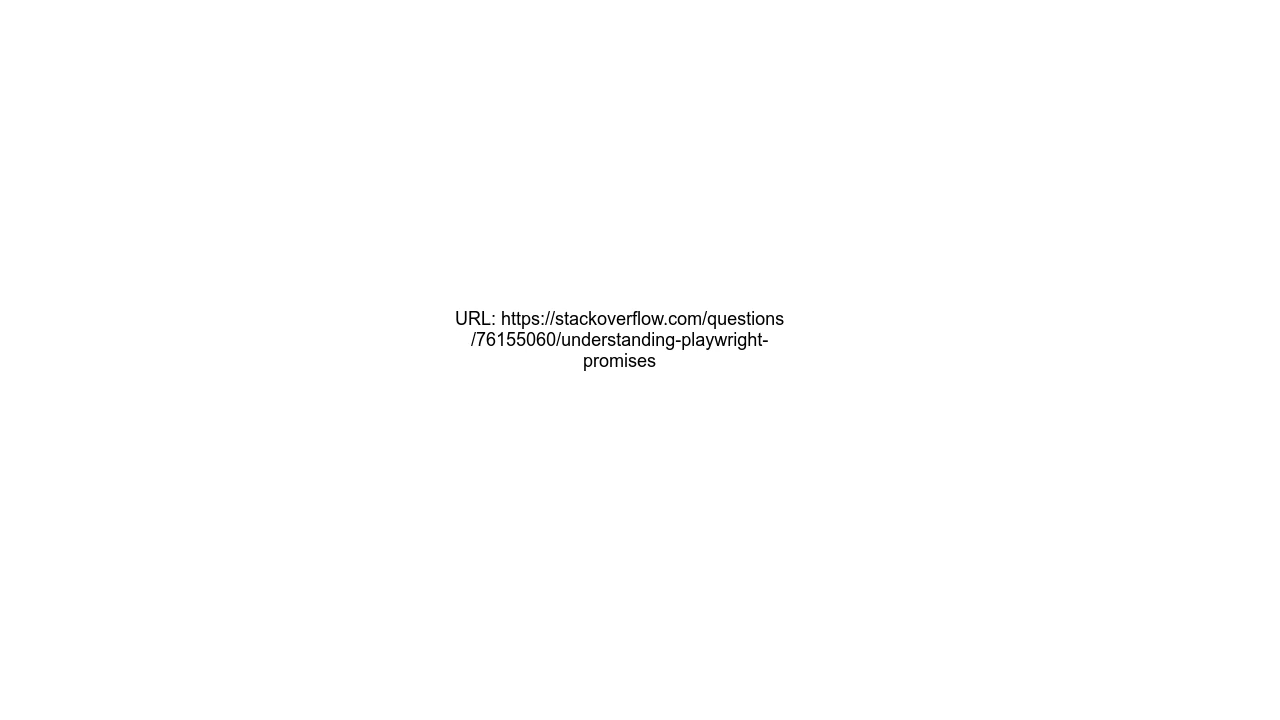 URL: https://stackoverflow.com/questions
/76155060/understanding-playwright-
promises